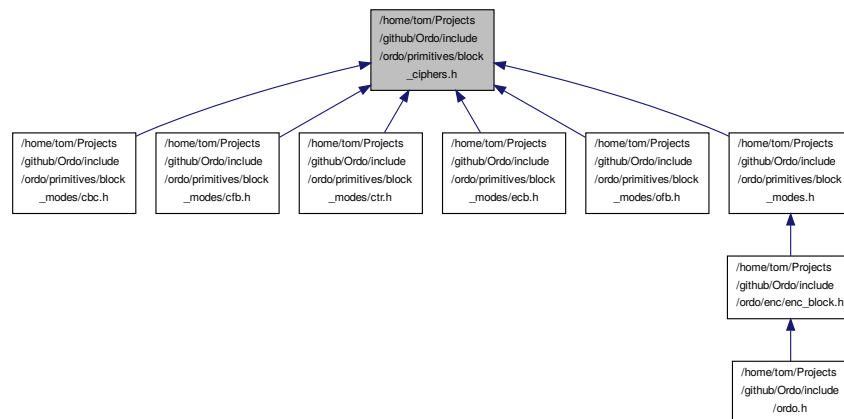 /home/tom/Projects
/github/Ordo/include
/ordo/primitives/block
_ciphers.h
/home/tom/Projects
/github/Ordo/include
/ordo/primitives/block
_modes/cbc.h
/home/tom/Projects
/github/Ordo/include
/ordo/primitives/block
_modes/cfb.h
/home/tom/Projects
/github/Ordo/include
/ordo/primitives/block
_modes/ctr.h
/home/tom/Projects
/github/Ordo/include
/ordo/primitives/block
_modes/ecb.h
/home/tom/Projects
/github/Ordo/include
/ordo/primitives/block
_modes/ofb.h
/home/tom/Projects
/github/Ordo/include
/ordo/primitives/block
_modes.h
/home/tom/Projects
/github/Ordo/include
/ordo/enc/enc_block.h
/home/tom/Projects
/github/Ordo/include
/ordo.h